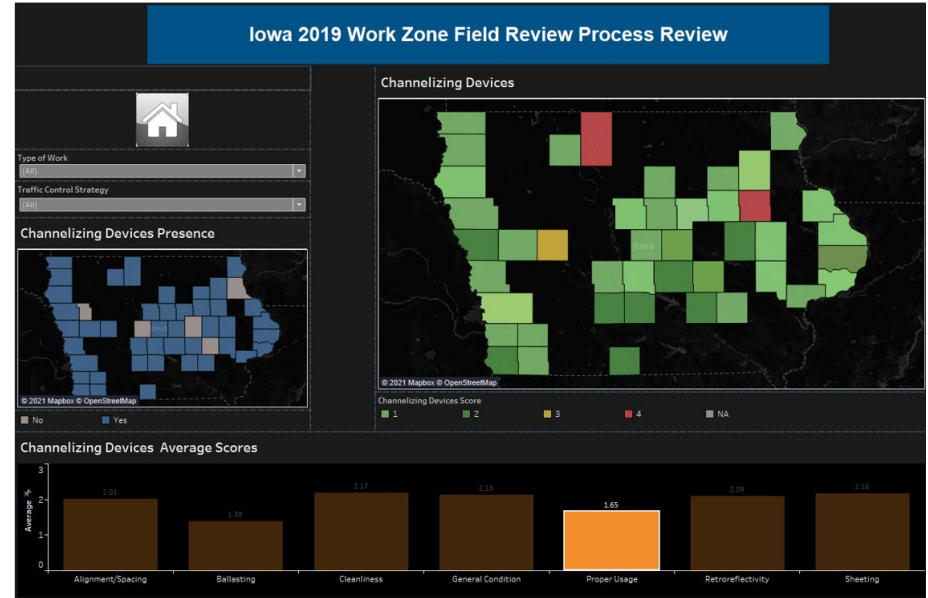 Iowa 2019 Work Zone Field Review Process Review
Type of Work
(All)
Traffic Control Strategy
(All)
Channelizing Devices Presence
© 2021 Mapbox © OpenStreetMap
No
Yes
Channelizing Devices
Iowa
© 2021 Mapbox © OpenStreetMap
Channelizing Devices Score
1
2
3
4
NA
Channelizing Devices Average Scores
Average
3
2
1
0
2.01
1.38
2.17
2.13
1.65
2.09
2.16
Alignment/Spacing
Ballasting
Cleanliness
General Condition
Proper Usage
Retroreflectivity
Sheeting